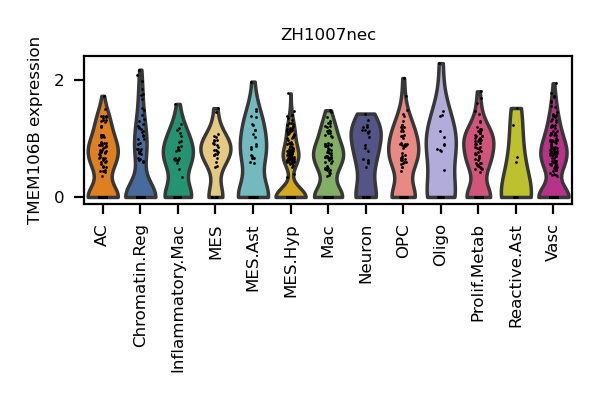 ZH1007nec
TMEM106B expression
2
0
AC
Chromatin.Reg
Inflammatory.Mac
MES
MES.Ast
MES.Hyp
Mac
Neuron
OPC
Oligo
Prolif.Metab
Reactive.Ast
Vasc